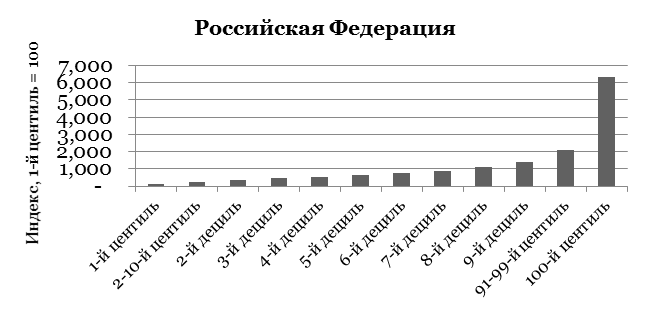 Российская Федерация
Индекс, 1-й центиль = 100
7,000
6,000
5,000
4,000
3,000
2,000
1,000
-
1-й центиль
2-10-й центиль
2-й дециль
3-й дециль
4-й дециль
5-й дециль
6-й дециль
7-й дециль
8-й дециль
9-й дециль
91-99-й центиль
100-й центиль